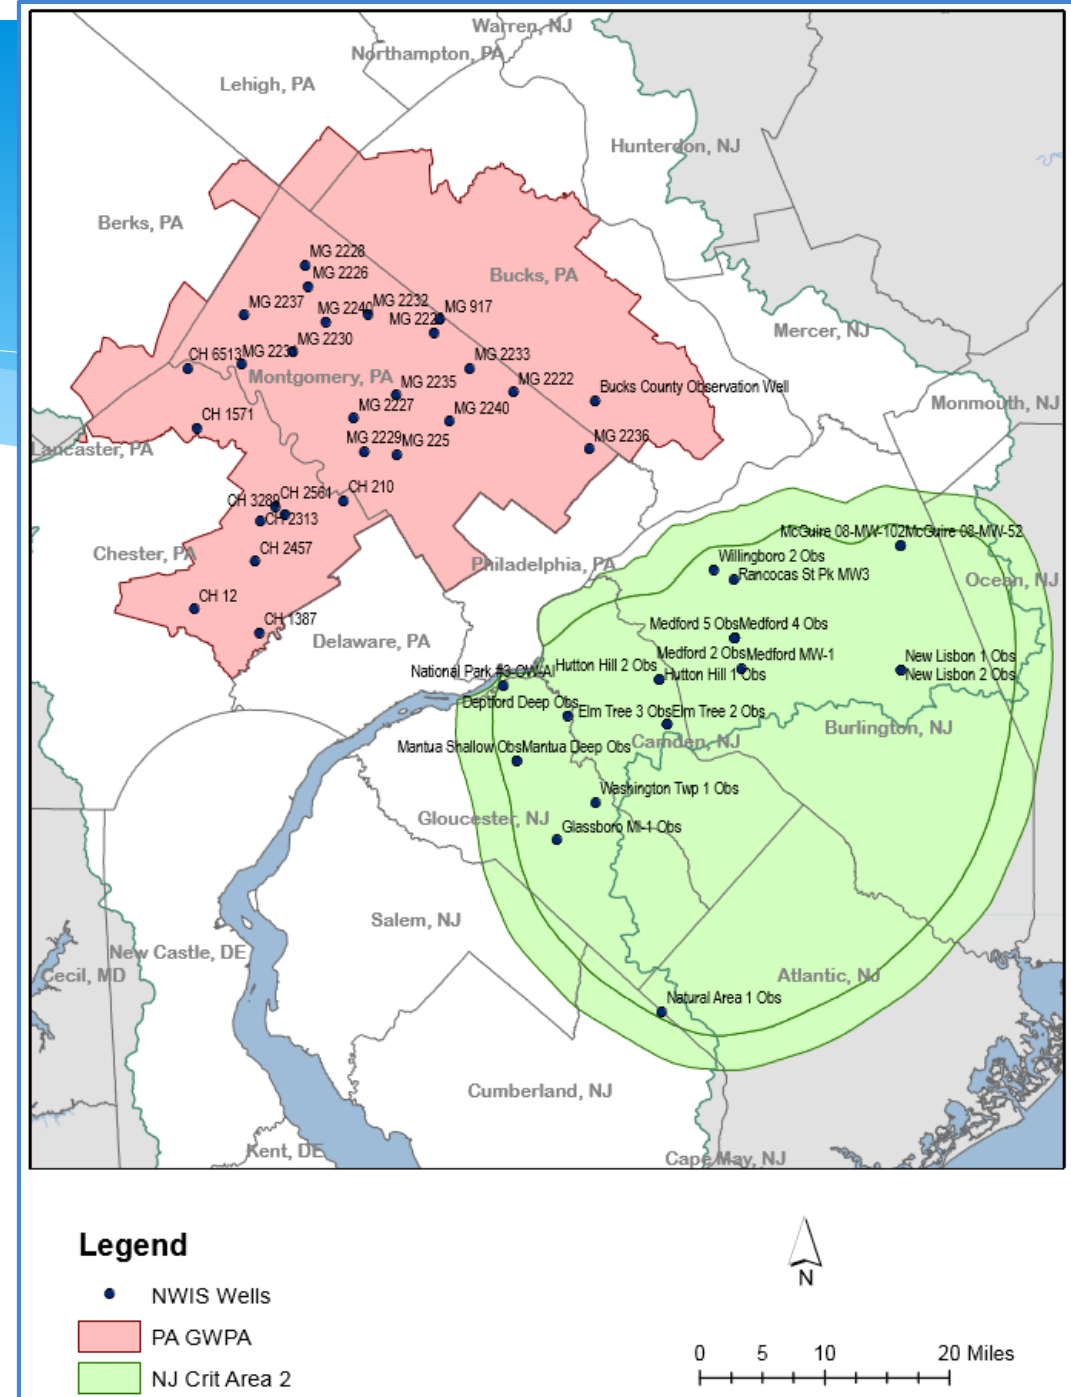 Warren, NJ
Northampton, PA
Lehigh, PA
Hunterdon, NJ
Berks, PA
MG 2228
MG 2226
Bucks, PA
MG 2237
MG 2240
MG 2232
MG 917
MG 222
Mercer, NJ
MG 2230
CH 6513
MG 223
MG 2233
Montgomery, PA
MG 2235
MG 2222
Bucks County Observation Well
Monmouth, NJ
CH 1571
MG 2227
MG 2240
Lancaster, PA
MG 2229
MG 225
MG 2236
CH 210
CH 3289
CH 2561
CH 2313
McGuire 08-MW-102
McGuire 08-MW-52
Chester, PA
CH 2457
Philadelphia, PA
Willingboro 2 Obs
Rancocas St Pk MW3
Ocean, NJ
CH 12
CH 1387
Medford 5 Obs
Medford 4 Obs
Delaware, PA
Medford 2 Obs
Medford MW-1
New Lisbon 1 Obs
National Park #3 OW-Al
Hutton Hill 2 Obs
Hutton Hill 1 Obs
New Lisbon 2 Obs
Deptford Deep Obs
Elm Tree 3 Obs
Elm Tree 2 Obs
Burlington, NJ
Mantua Shallow Obs
Mantua Deep Obs
Camden, NJ
Washington Twp 1 Obs
Gloucester, NJ
Glassboro MI-1 Obs
Salem, NJ
New Castle, DE
Cecil, MD
Atlantic, NJ
Natural Area 1 Obs
Cumberland, NJ
Kent, DE
Cape May, NJ
Legend
NWIS Wells
PA GWPA
NJ Crit Area 2
N
0 5 10 20 Miles